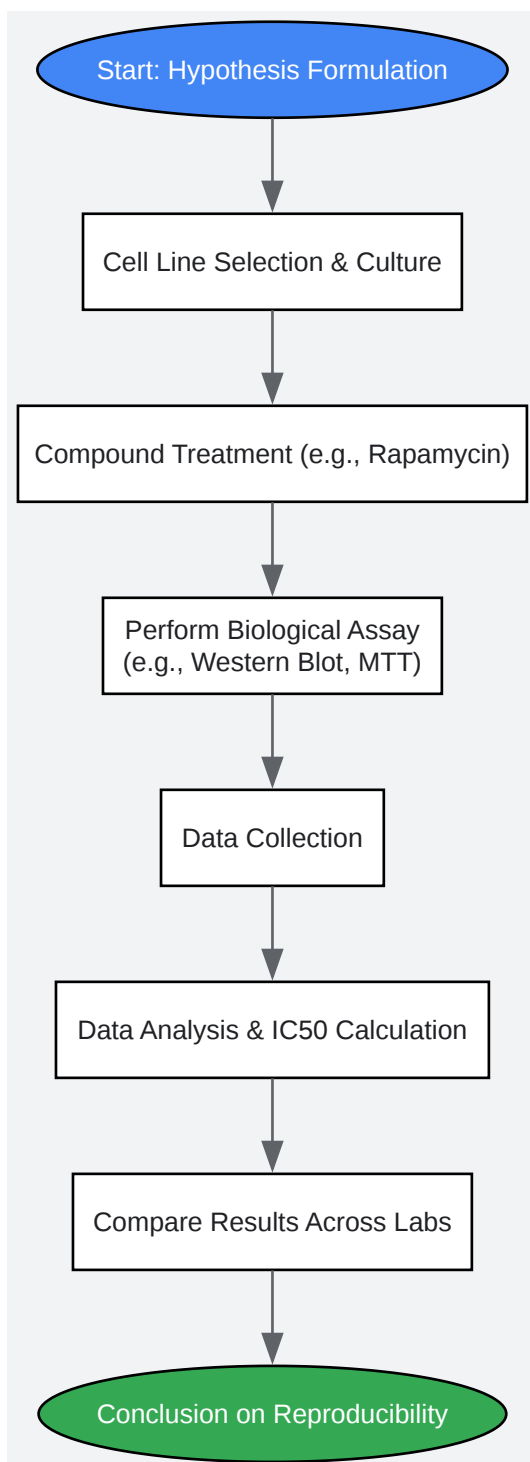 Start: Hypothesis Formulation
Cell Line Selection & Culture
Compound Treatment (e.g., Rapamycin)
Perform Biological Assay
(e.g., Western Blot, MTT)
Data Collection
Data Analysis & IC50 Calculation
Compare Results Across Labs
Conclusion on Reproducibility